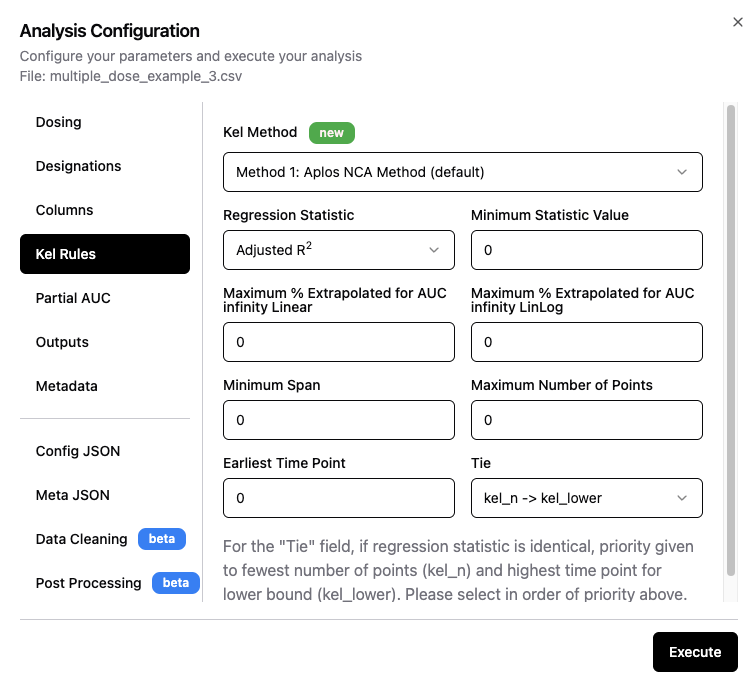 Analysis Configuration
Configure your parameters and execute your analysis
File: multiple_dose_example_3.csv
Dosing
Designations
Columns
Kel Rules
Partial AUC
Outputs
Metadata
Config JSON
Meta JSON
Data Cleaning beta
Post Processing beta
Kel Method new
Method 1: Aplos NCA Method (default)
Regression Statistic
Adjusted R²
Minimum Statistic Value
0
Maximum % Extrapolated for AUC
infinity Linear
0
Maximum % Extrapolated for AUC
infinity LinLog
0
Minimum Span
0
Maximum Number of Points
0
Earliest Time Point
0
Tie
kel_n -> kel_lower
For the "Tie" field, if regression statistic is identical, priority given
to fewest number of points (kel_n) and highest time point for
lower bound (kel_lower). Please select in order of priority above.
Execute